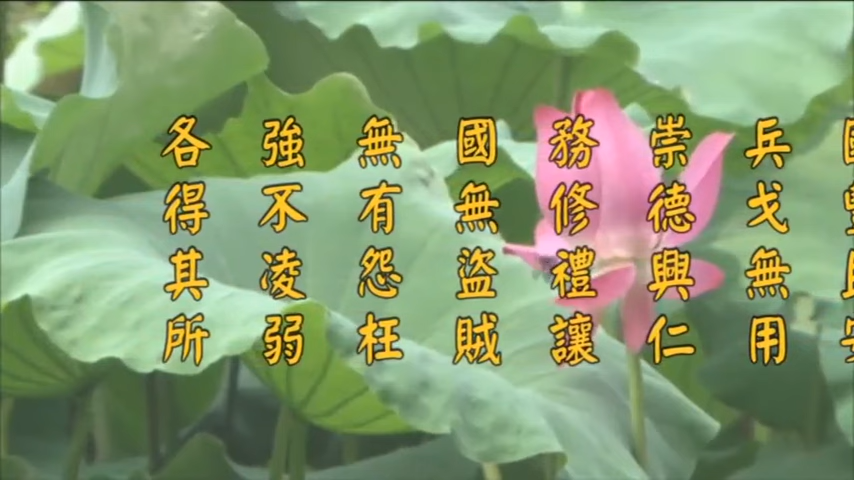 兵戈無用
崇德興仁
務修禮讓
國無盜賊
無有怨枉
強不凌弱
各得其所